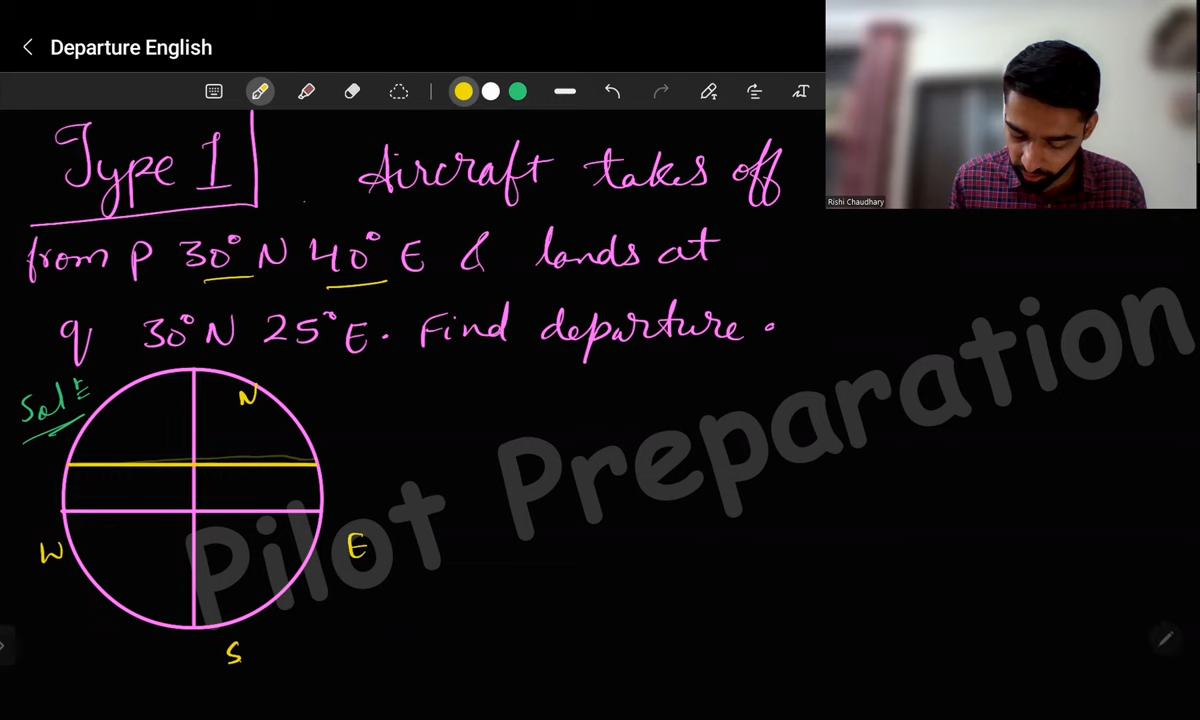 Departure English
Rishi Chaudhary
Type 1
Aircraft takes off
from P 30° N 40° E & lands at
q 30° N 25° E. Find departure.
Solⁿ
N
W
E
S
Pilot Preparation